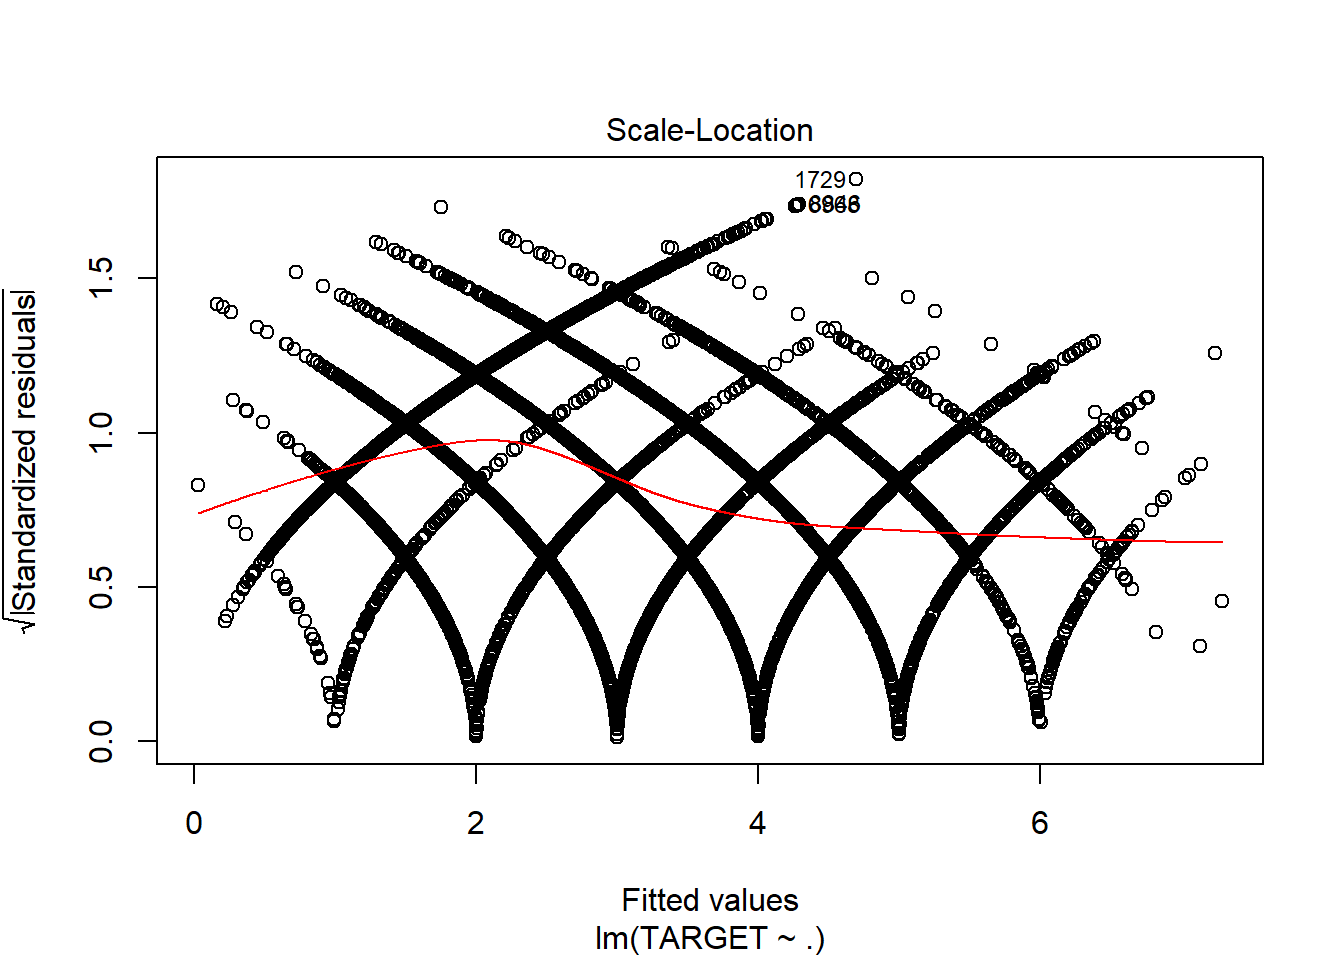 Scale-Location
1729
√|Standardized residuals|
0.0 0.5 1.0 1.5
0 2 4 6
Fitted values
lm(TARGET ~ .)